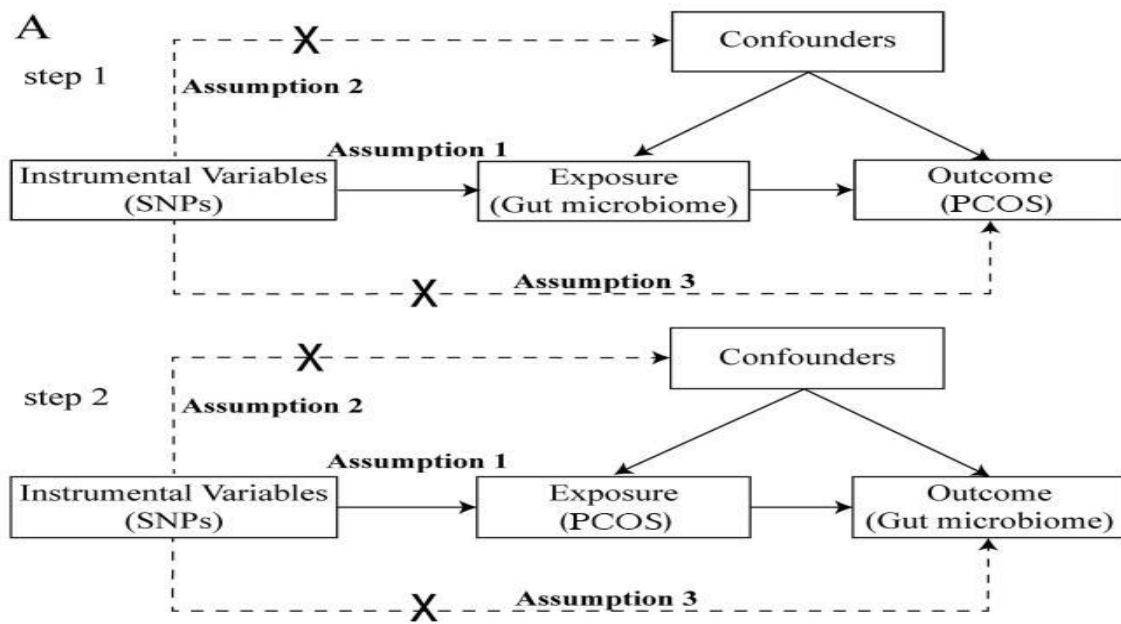 A
Confounders
step 1
Assumption 2
Assumption 1
Instrumental Variables
(SNPs)
Exposure
(Gut microbiome)
Outcome
(PCOS)
Assumption 3
Confounders
step 2
Assumption 2
Assumption 1
Instrumental Variables
(SNPs)
Exposure
(PCOS)
Outcome
(Gut microbiome)
Assumption 3